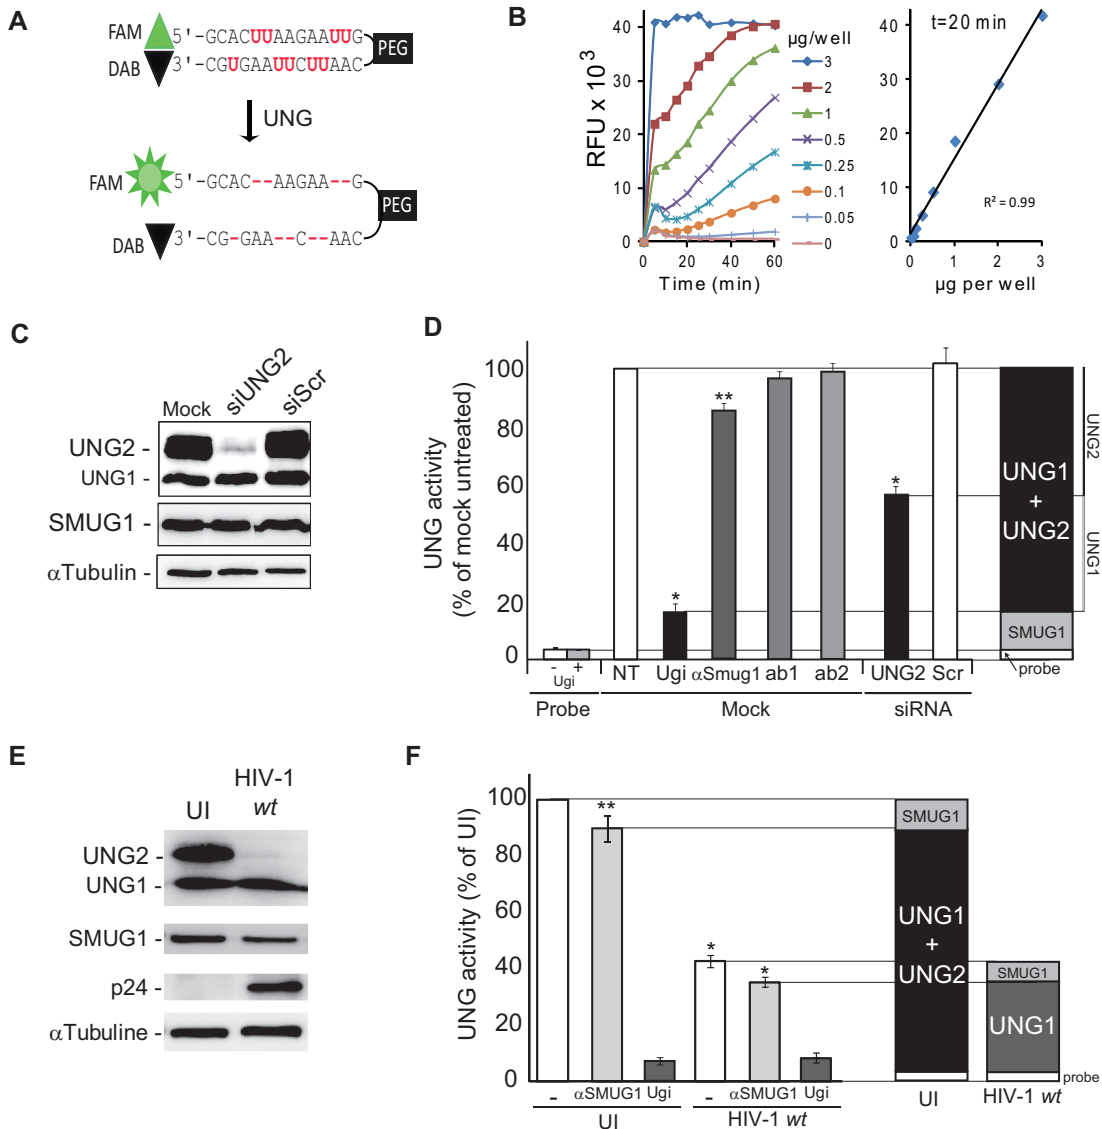 A
FAM 5'-GCACUUAAGAAUUG
PEG
DAB 3'-CGUGAAUUCUUAAC
UNG
FAM 5'-GCAC--AAGAA--G
PEG
DAB 3'-CG-GAA--C--AAC
B
RFU x 10³
40
30
20
10
0
0 20 40 60
Time (min)
µg/well
3
2
1
0.5
0.25
0.1
0.05
0
t=20 min
40
30
20
10
0
R² = 0.99
0 1 2 3
µg per well
C
Mock siUNG2 siScr
UNG2 -
UNG1 -
SMUG1 -
αTubulin -
D
UNG activity
(% of mock untreated)
100
80
60
40
20
0
** * *
- +
Ugi
NT Ugi αSmug1 ab1 ab2 UNG2 Scr
Probe Mock siRNA
UNG1
+
UNG2
SMUG1
probe
UNG2
UNG1
E
UI HIV-1
wt
UNG2 -
UNG1 -
SMUG1 -
p24 -
αTubuline -
F
UNG activity (% of UI)
100
80
60
40
20
0
** * *
- αSMUG1 Ugi - αSMUG1 Ugi
UI HIV-1 wt
SMUG1
UNG1
+
UNG2
SMUG1
UNG1
probe
UI HIV-1 wt